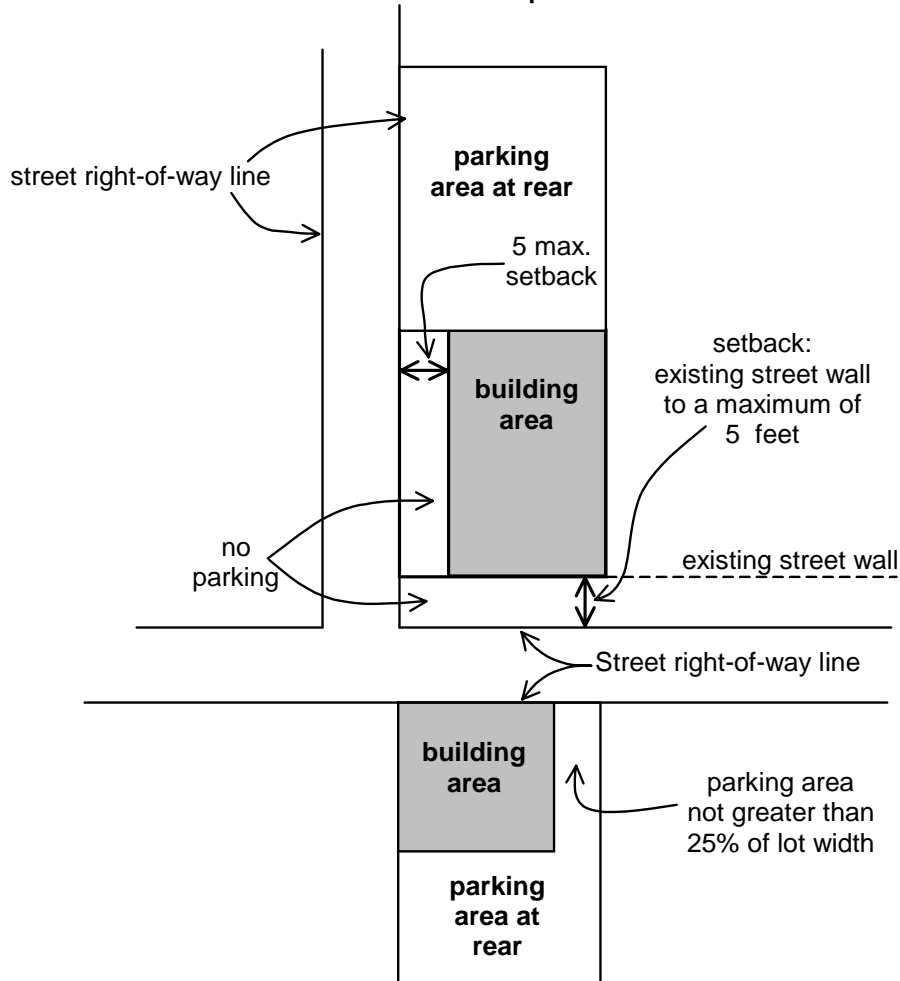 parking
area at rear
street right-of-way line
5 max.
setback
setback:
existing street wall
to a maximum of
5 feet
building
area
no
parking
existing street wall
Street right-of-way line
building
area
parking area
not greater than
25% of lot width
parking
area at
rear